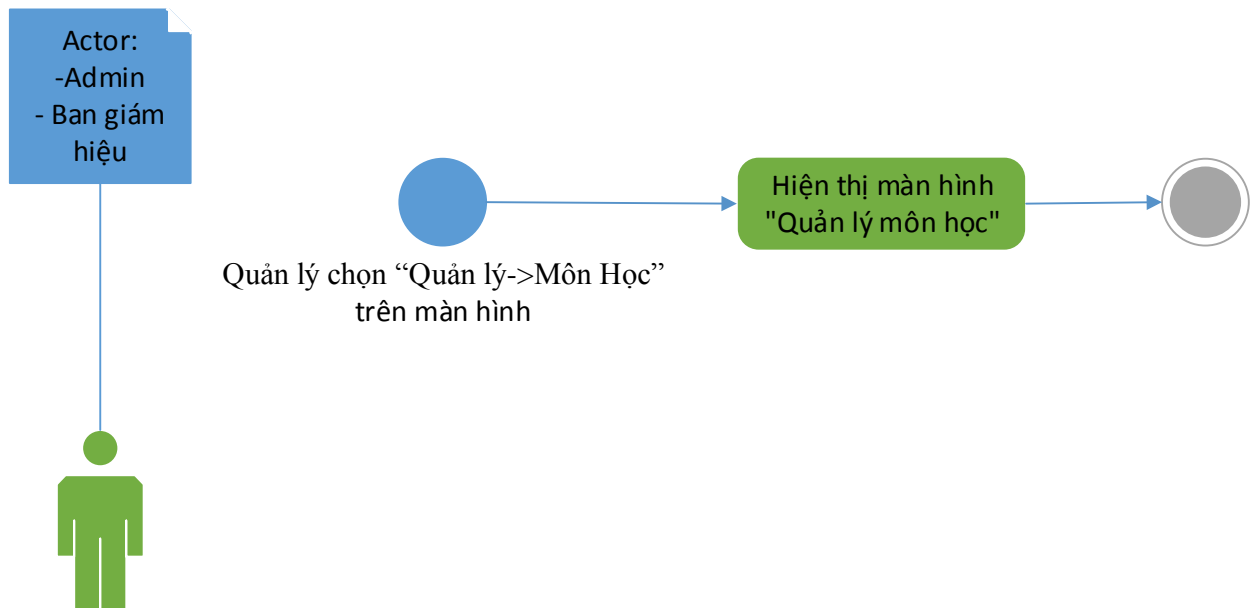 Actor:
-Admin
- Ban giám
hiệu
Hiện thị màn hình
"Quản lý môn học"
Quản lý chọn “Quản lý->Môn Học”
trên màn hình